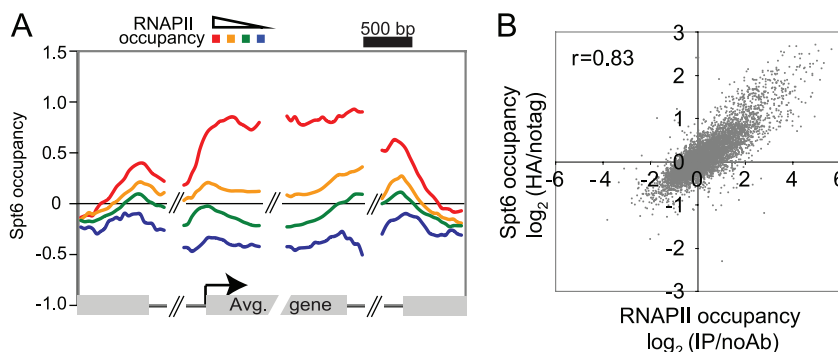 A
RNAPII
occupancy
500 bp
1.5
1.0
0.5
0
-0.5
-1.0
Spt6 occupancy
Avg. gene
B
r=0.83
3
2
1
0
-1
-2
-3
-6 -4 -2 0 2 4 6
Spt6 occupancy
log2 (HA/notag)
RNAPII occupancy
log2 (IP/noAb)